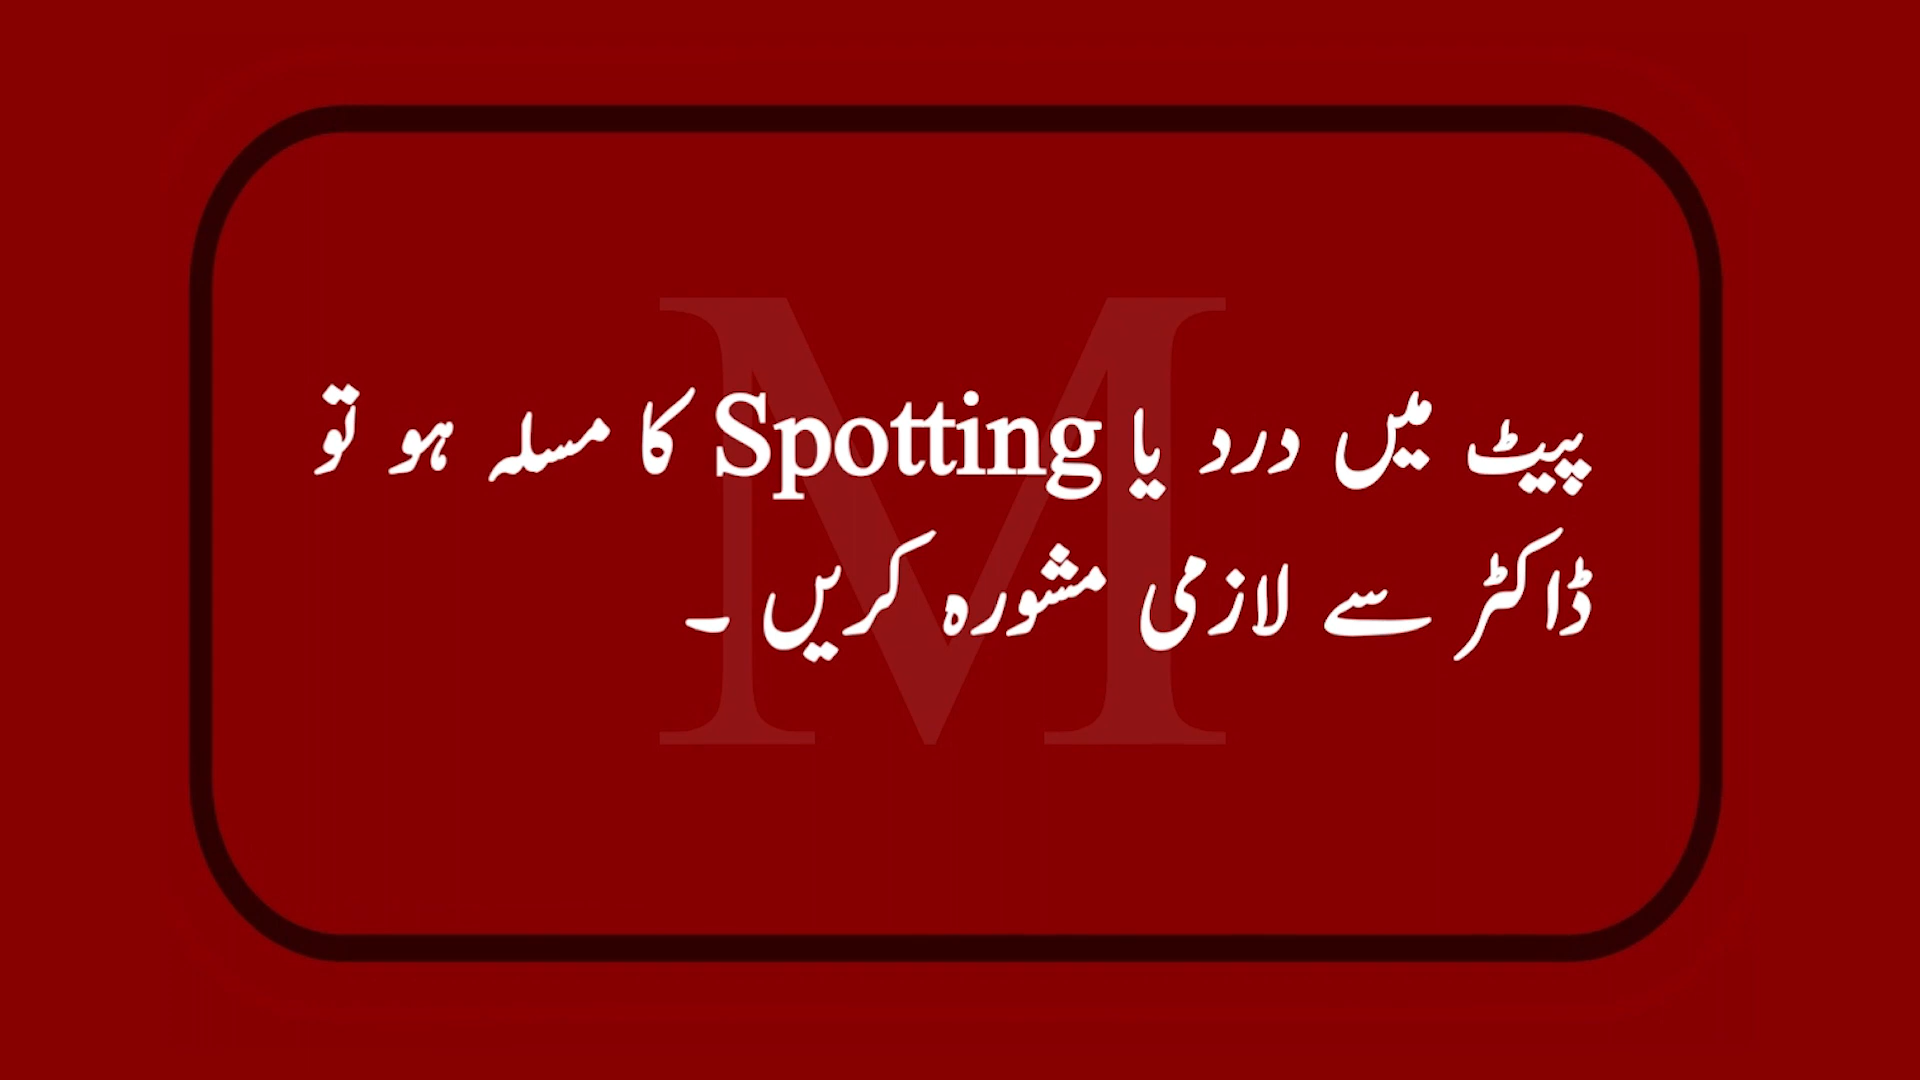 پیٹ میں درد یا Spotting کا مسلہ ہو تو
ڈاکٹر سے لازمی مشورہ کریں ۔
M